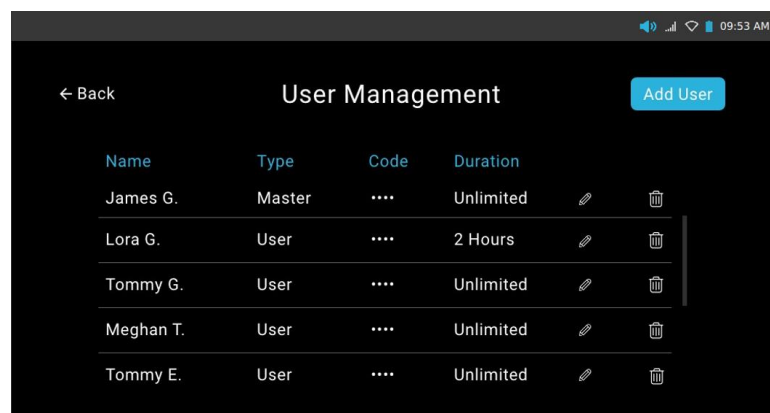 09:53 AM
← Back User Management Add User
Name Type Code Duration
James G. Master •••• Unlimited
Lora G. User •••• 2 Hours
Tommy G. User •••• Unlimited
Meghan T. User •••• Unlimited
Tommy E. User •••• Unlimited